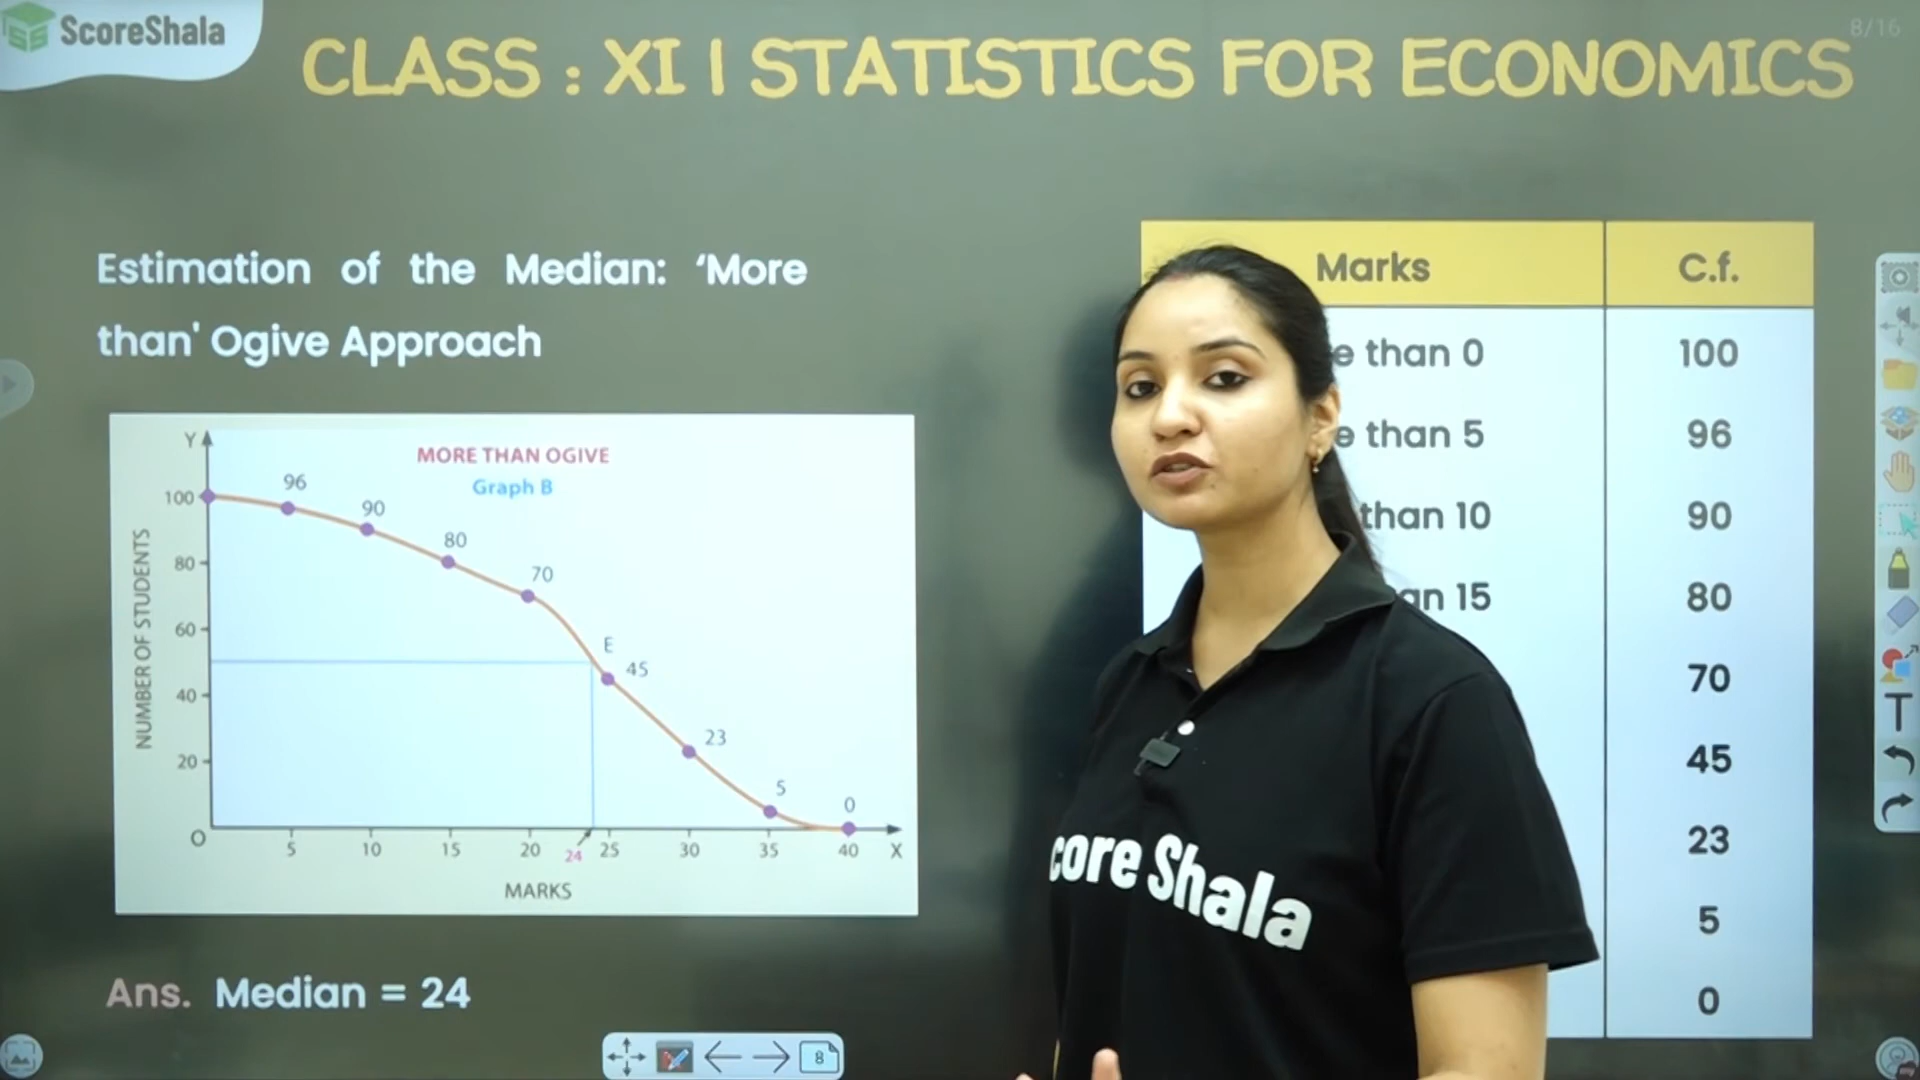 ScoreShala
8/16
CLASS : XI | STATISTICS FOR ECONOMICS
Estimation of the Median: ‘More
than' Ogive Approach
MORE THAN OGIVE
Graph B
Y
NUMBER OF STUDENTS
100
80
60
40
20
O
96
90
80
70
E
45
23
5
0
5
10
15
20
24
25
30
35
40
X
MARKS
Ans. Median = 24
Marks C.f.
e than 0 100
e than 5 96
than 10 90
an 15 80
70
45
23
5
0
core Shala
8
T